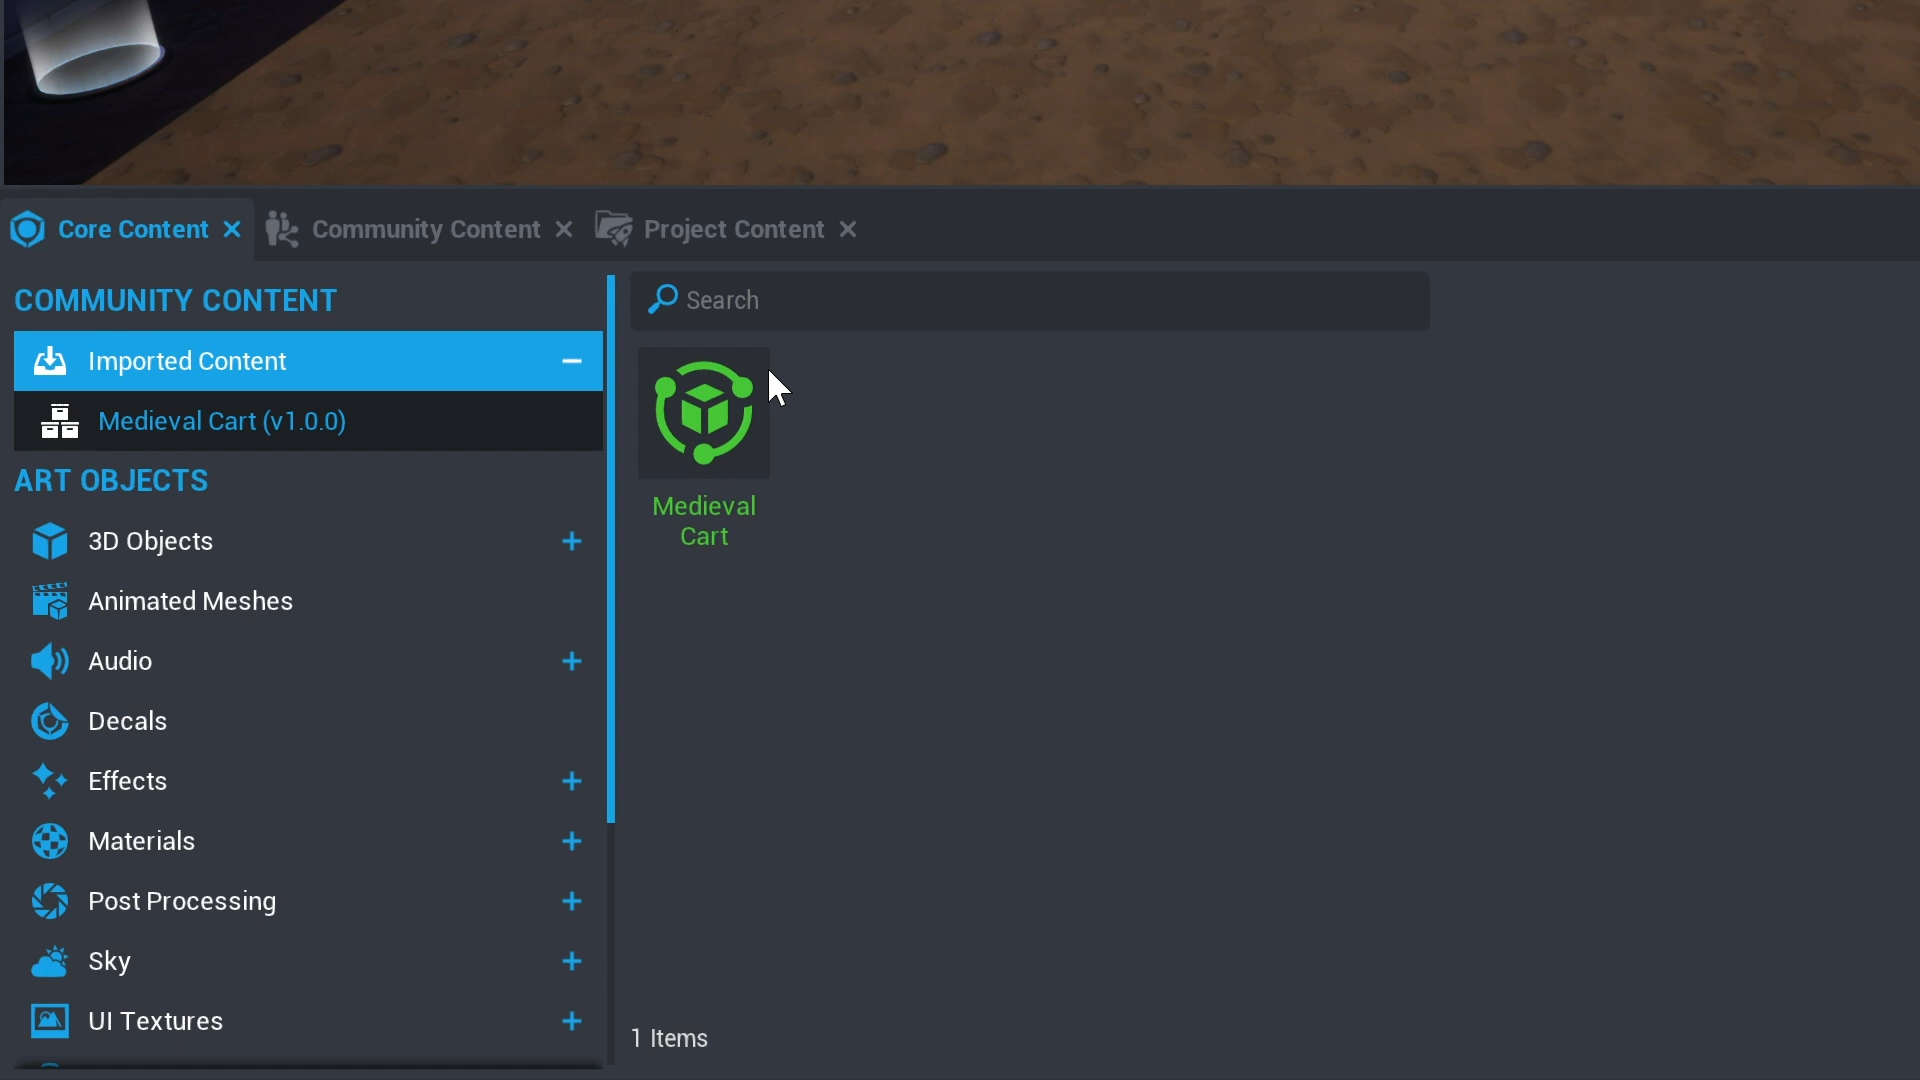 Core Content
Community Content
Project Content
COMMUNITY CONTENT
Imported Content
Medieval Cart (v1.0.0)
ART OBJECTS
3D Objects
Animated Meshes
Audio
Decals
Effects
Materials
Post Processing
Sky
UI Textures
Search
Medieval
Cart
1 Items